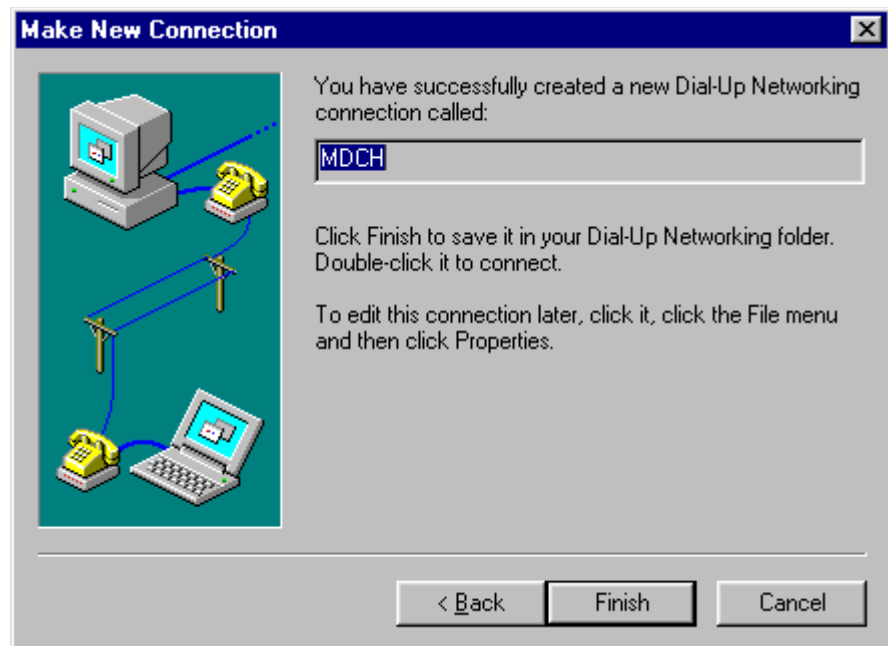 Make New Connection
You have successfully created a new Dial-Up Networking
connection called:
MDCH
Click Finish to save it in your Dial-Up Networking folder.
Double-click it to connect.
To edit this connection later, click it, click the File menu
and then click Properties.
< Back
Finish
Cancel